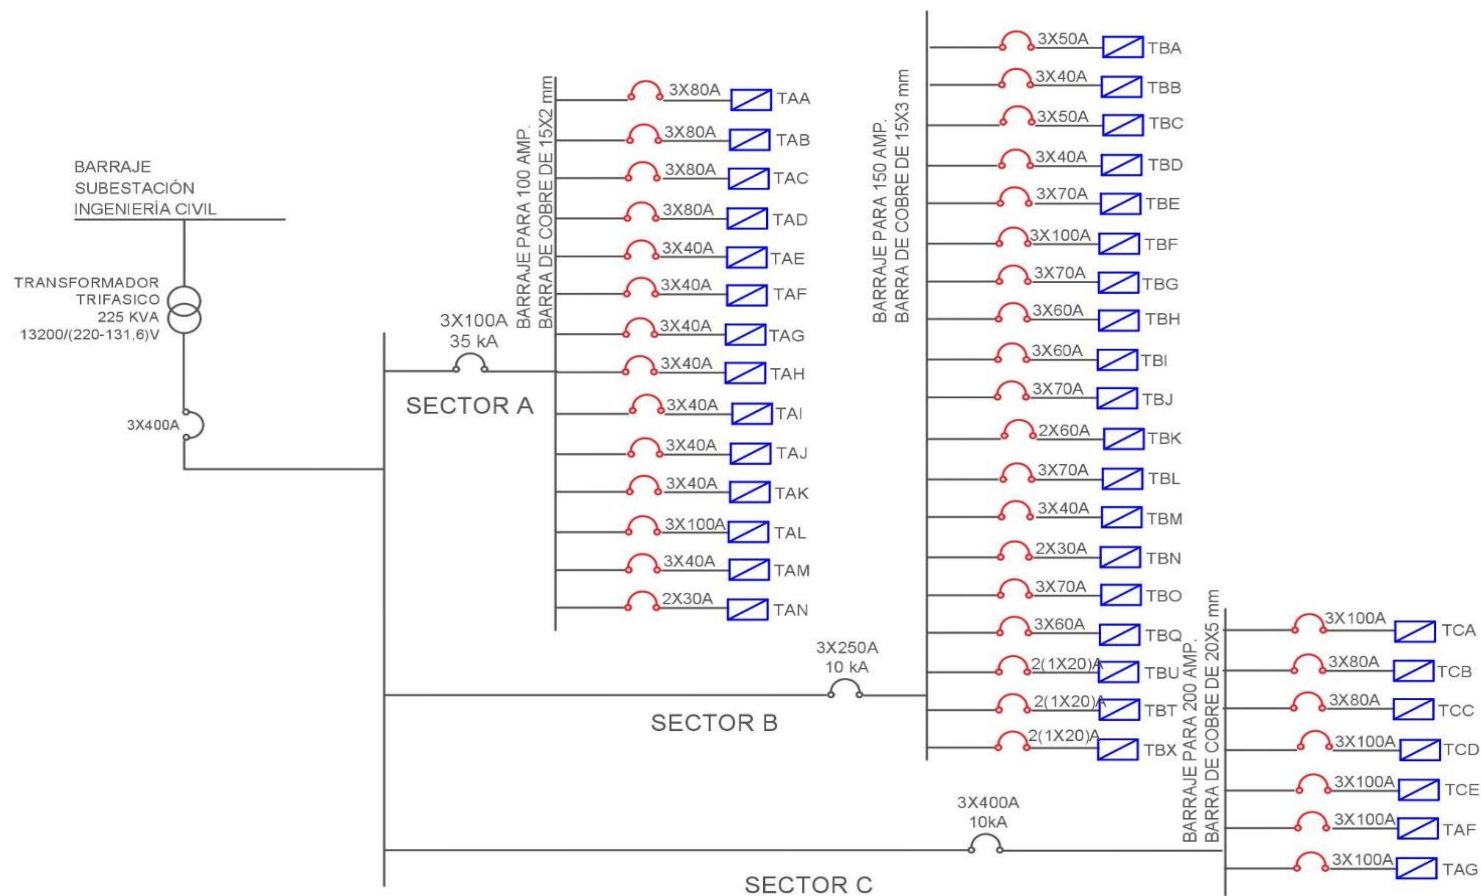 BARRAJE
SUBESTACIÓN
INGENIERÍA CIVIL
TRANSFORMADOR
TRIFASICO
225 KVA
13200/(220-131,6)V
3X400A
3X100A
35 kA
SECTOR A
BARRAJE PARA 100 AMP.
BARRA DE COBRE DE 15X2 mm
3X80A TAA
3X80A TAB
3X80A TAC
3X80A TAD
3X40A TAE
3X40A TAF
3X40A TAG
3X40A TAH
3X40A TAI
3X40A TAJ
3X40A TAK
3X100A TAL
3X40A TAM
2X30A TAN
3X250A
10 kA
SECTOR B
BARRAJE PARA 150 AMP.
BARRA DE COBRE DE 15X3 mm
3X50A TBA
3X40A TBB
3X50A TBC
3X40A TBD
3X70A TBE
3X100A TBF
3X70A TBG
3X60A TBH
3X60A TBI
3X70A TBJ
2X60A TBK
3X70A TBL
3X40A TBM
2X30A TBN
3X70A TBO
3X60A TBQ
2(1X20)A TBU
2(1X20)A TBT
2(1X20)A TBX
3X400A
10kA
SECTOR C
BARRAJE PARA 200 AMP.
BARRA DE COBRE DE 20X5 mm
3X100A TCA
3X80A TCB
3X80A TCC
3X100A TCD
3X100A TCE
3X100A TAF
3X100A TAG